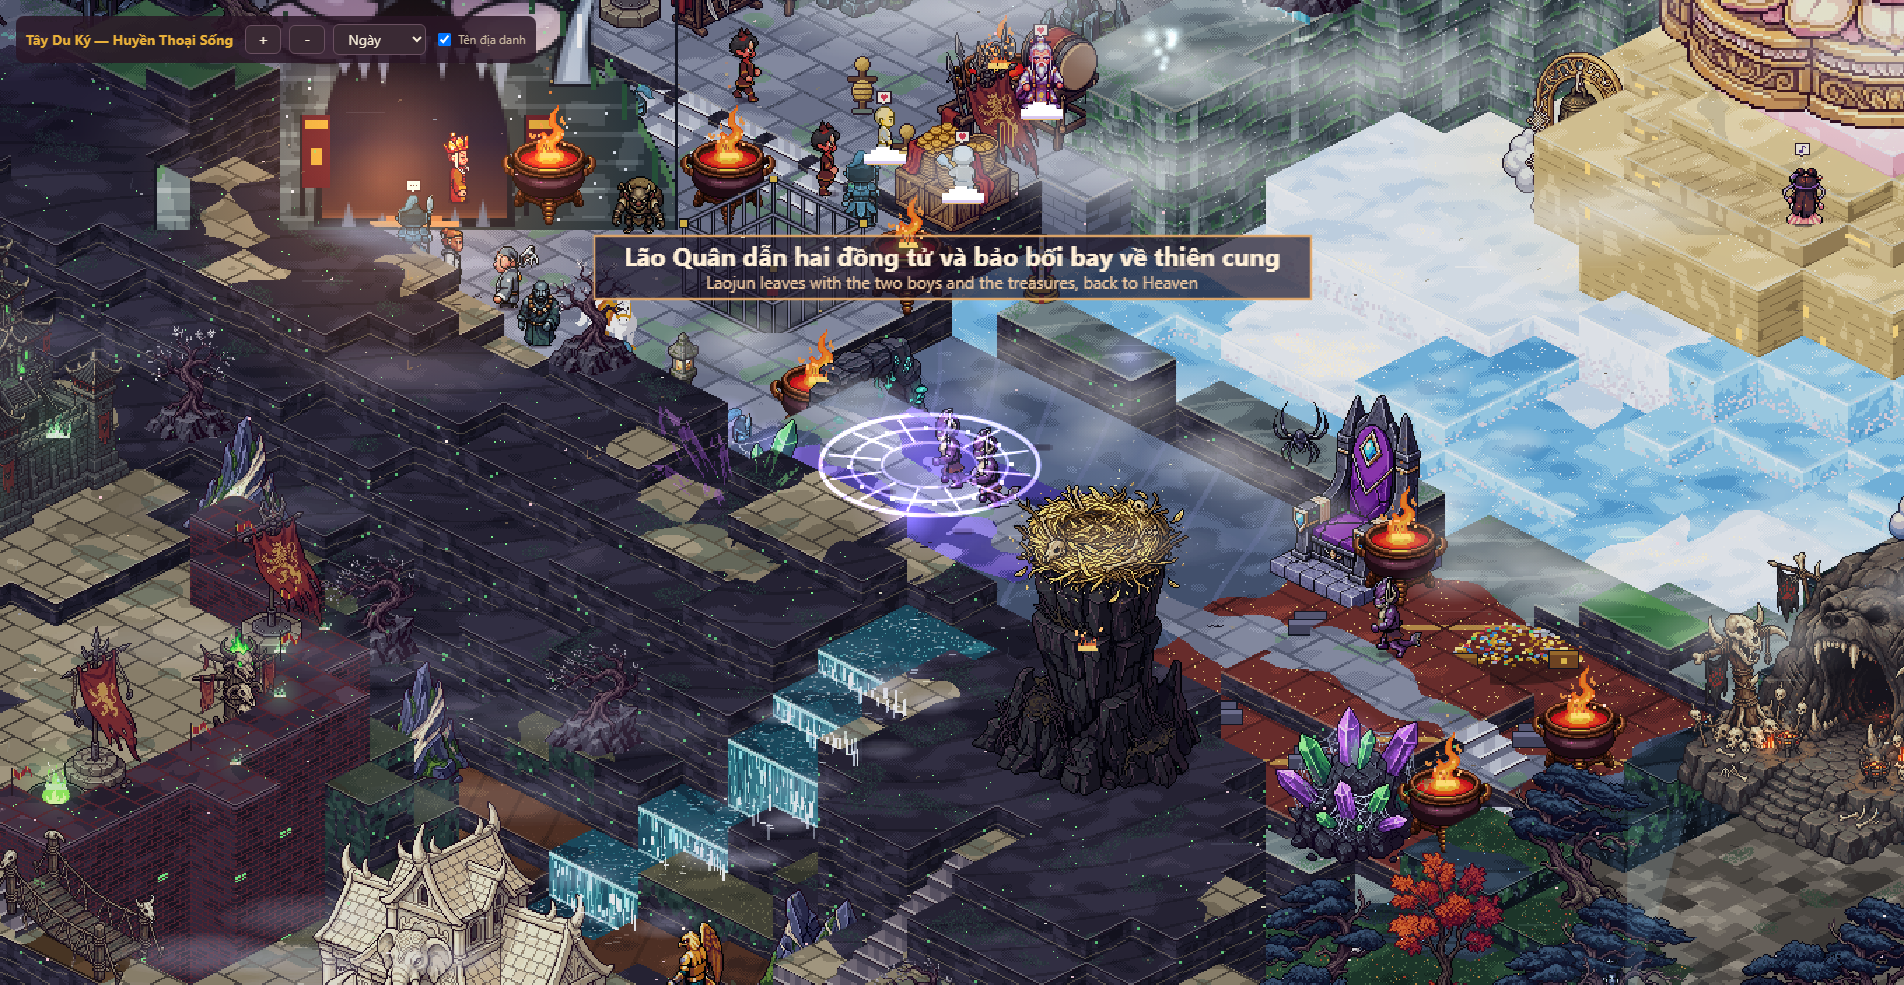 Tây Du Ký — Huyền Thoại Sống
+
-
Ngày
Tên địa danh
Lão Quân dẫn hai đồng tử và bảo bối bay về thiên cung
Laojun leaves with the two boys and the treasures, back to Heaven